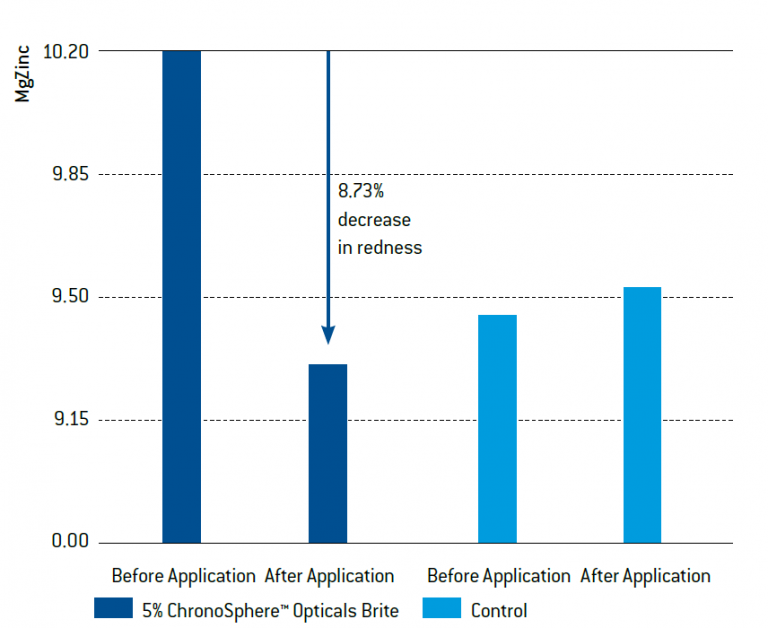 MgZinc
10.20
9.85
8.73%
decrease
in redness
9.50
9.15
0.00
Before Application After Application Before Application After Application
5% ChronoSphere™ Opticals Brite Control